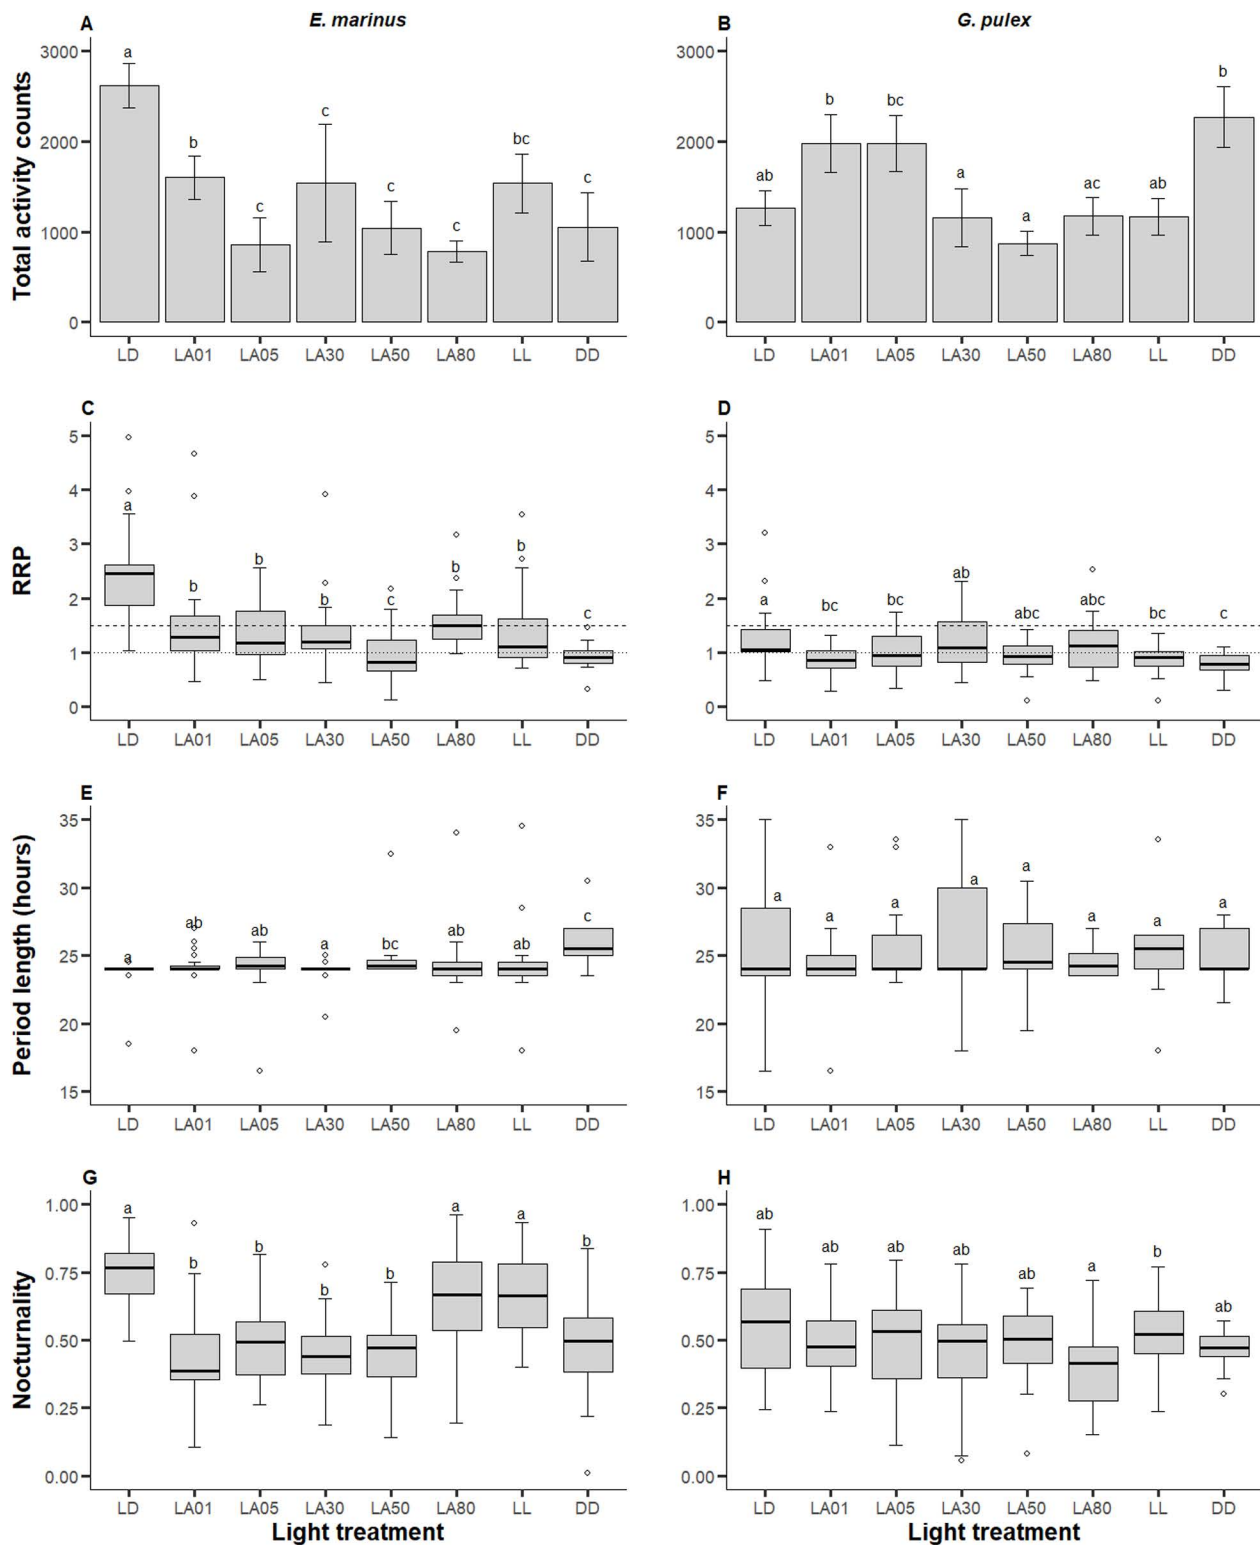 A E. marinus
B G. pulex
Total activity counts
3000
2000
1000
0
a b c c c c bc c
LD LA01 LA05 LA30 LA50 LA80 LL DD
3000
2000
1000
0
ab b bc a a ac ab b
LD LA01 LA05 LA30 LA50 LA80 LL DD
C
RRP
5
4
3
2
1
0
a b b b c b b c
LD LA01 LA05 LA30 LA50 LA80 LL DD
D
5
4
3
2
1
0
a bc bc ab abc abc bc c
LD LA01 LA05 LA30 LA50 LA80 LL DD
E
Period length (hours)
35
30
25
20
15
a ab ab a bc ab ab c
LD LA01 LA05 LA30 LA50 LA80 LL DD
F
35
30
25
20
15
a a a a a a a a
LD LA01 LA05 LA30 LA50 LA80 LL DD
G
Nocturnality
1.00
0.75
0.50
0.25
0.00
a b b b b a a b
LD LA01 LA05 LA30 LA50 LA80 LL DD
Light treatment
H
1.00
0.75
0.50
0.25
0.00
ab ab ab ab ab a b ab
LD LA01 LA05 LA30 LA50 LA80 LL DD
Light treatment